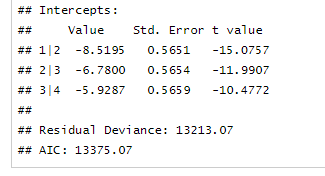 ## Intercepts:
##     Value    Std. Error t value
## 1|2  -8.5195   0.5651   -15.0757
## 2|3  -6.7800   0.5654   -11.9907
## 3|4  -5.9287   0.5659   -10.4772
##
## Residual Deviance: 13213.07
## AIC: 13375.07